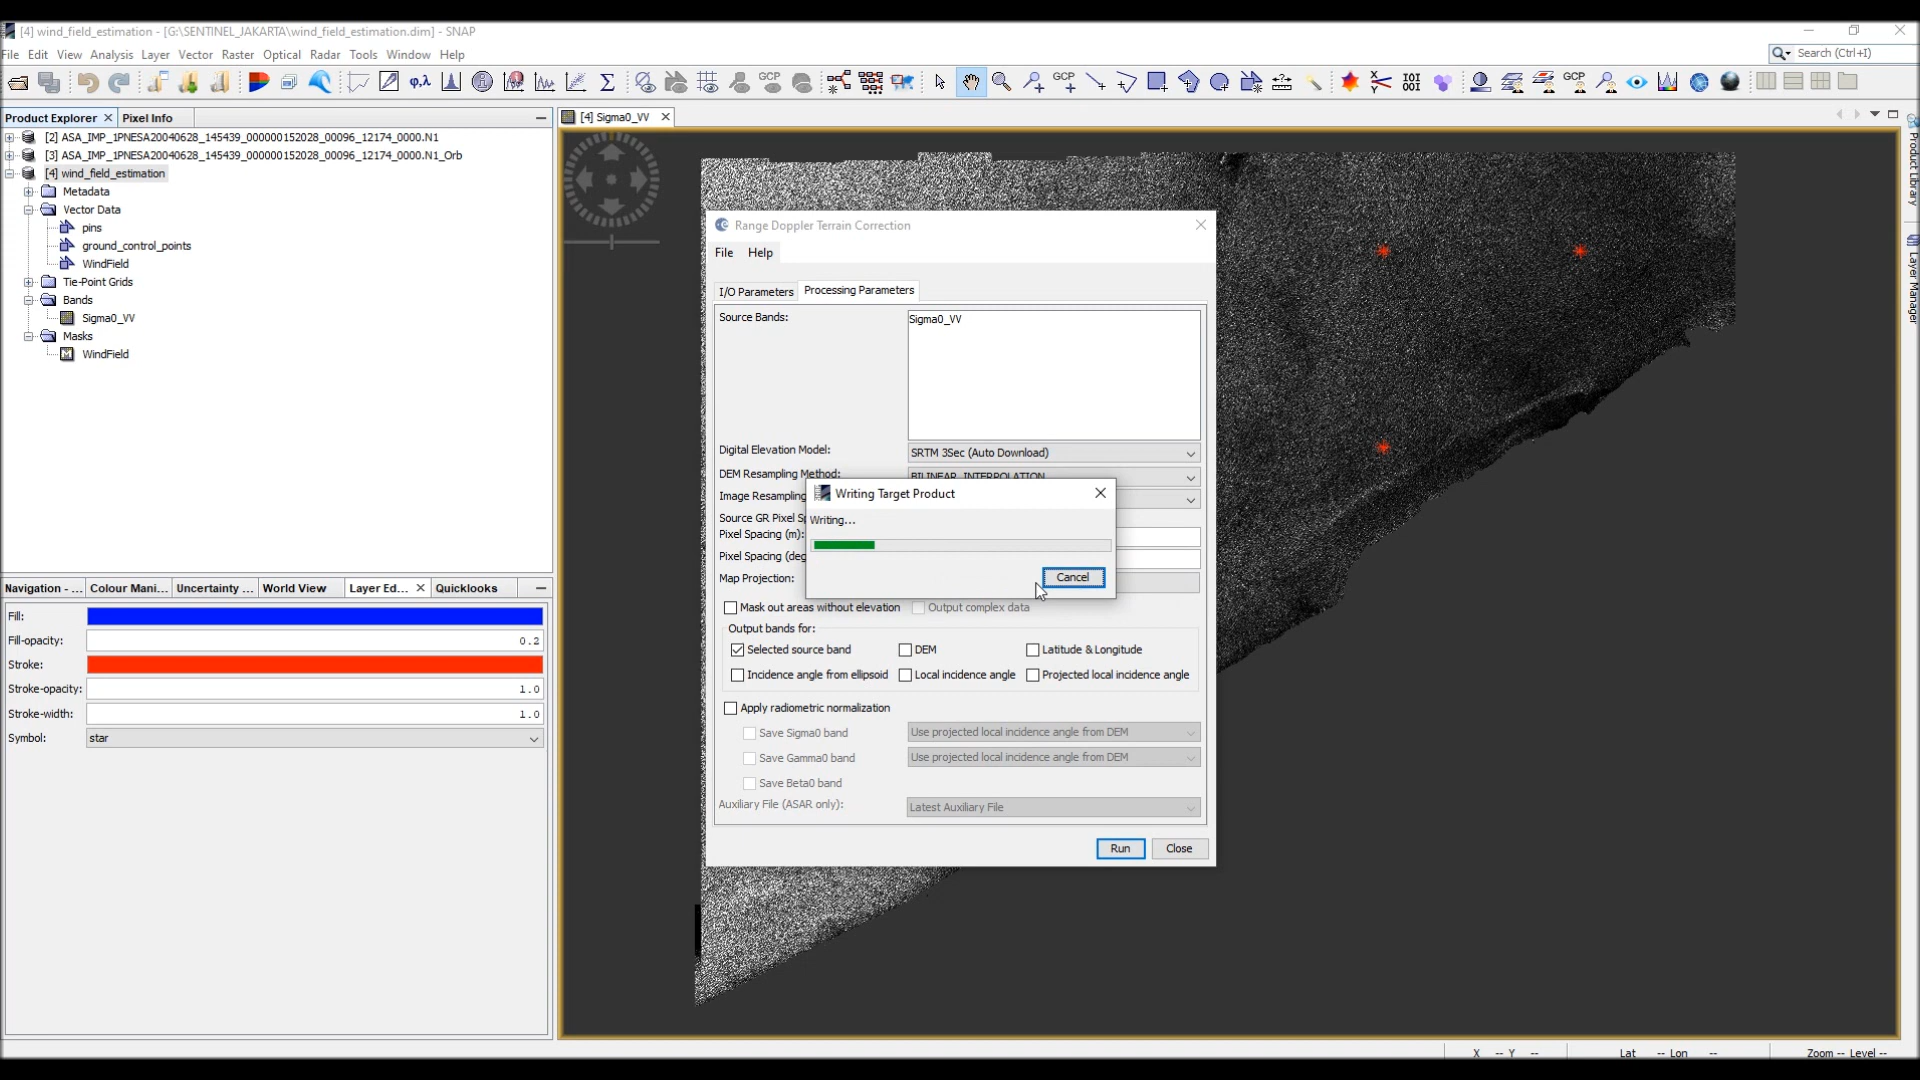 [4] wind_field_estimation - [G:\SENTINEL_JAKARTA\wind_field_estimation.dim] - SNAP
File Edit View Analysis Layer Vector Raster Optical Radar Tools Window Help
Search (Ctrl+I)
Product Explorer
Pixel Info
[4] Sigma0_VV
[2] ASA_IMP_1PNESA20040628_145439_000000152028_00096_12174_0000.N1
[3] ASA_IMP_1PNESA20040628_145439_000000152028_00096_12174_0000.N1_Orb
[4] wind_field_estimation
Metadata
Vector Data
pins
ground_control_points
WindField
Tie-Point Grids
Bands
Sigma0_VV
Masks
WindField
Product Library
Layer Manager
Range Doppler Terrain Correction
File Help
I/O Parameters
Processing Parameters
Source Bands:
Sigma0_VV
Digital Elevation Model:
SRTM 3Sec (Auto Download)
DEM Resampling Method:
BILINEAR_INTERPOLATION
Image Resampling
Source GR Pixel Sp
Pixel Spacing (m):
Pixel Spacing (deg
Map Projection:
Writing Target Product
Writing...
Cancel
Mask out areas without elevation
Output complex data
Output bands for:
Selected source band
DEM
Latitude & Longitude
Incidence angle from ellipsoid
Local incidence angle
Projected local incidence angle
Apply radiometric normalization
Save Sigma0 band
Use projected local incidence angle from DEM
Save Gamma0 band
Use projected local incidence angle from DEM
Save Beta0 band
Auxiliary File (ASAR only):
Latest Auxiliary File
Run
Close
Navigation - ...
Colour Mani...
Uncertainty ...
World View
Layer Ed...
Quicklooks
Fill:
Fill-opacity:
0.2
Stroke:
Stroke-opacity:
1.0
Stroke-width:
1.0
Symbol:
star
X -- Y --
Lat -- Lon --
Zoom -- Level --